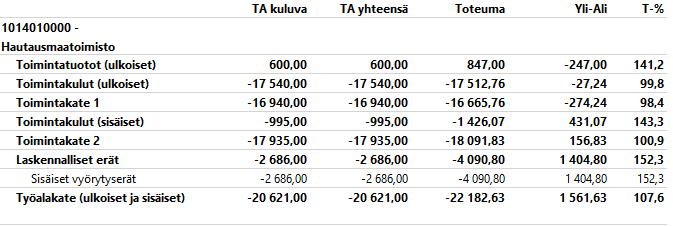 TA kuluva TA yhteensä Toteuma Yli-Ali T-%
1014010000 -
Hautausmaatoimisto
Toimintatuotot (ulkoiset) 600,00 600,00 847,00 -247,00 141,2
Toimintakulut (ulkoiset) -17 540,00 -17 540,00 -17 512,76 -27,24 99,8
Toimintakate 1 -16 940,00 -16 940,00 -16 665,76 -274,24 98,4
Toimintakulut (sisäiset) -995,00 -995,00 -1 426,07 431,07 143,3
Toimintakate 2 -17 935,00 -17 935,00 -18 091,83 156,83 100,9
Laskennalliset erät -2 686,00 -2 686,00 -4 090,80 1 404,80 152,3
Sisäiset vyörytyserät -2 686,00 -2 686,00 -4 090,80 1 404,80 152,3
Työalakate (ulkoiset ja sisäiset) -20 621,00 -20 621,00 -22 182,63 1 561,63 107,6